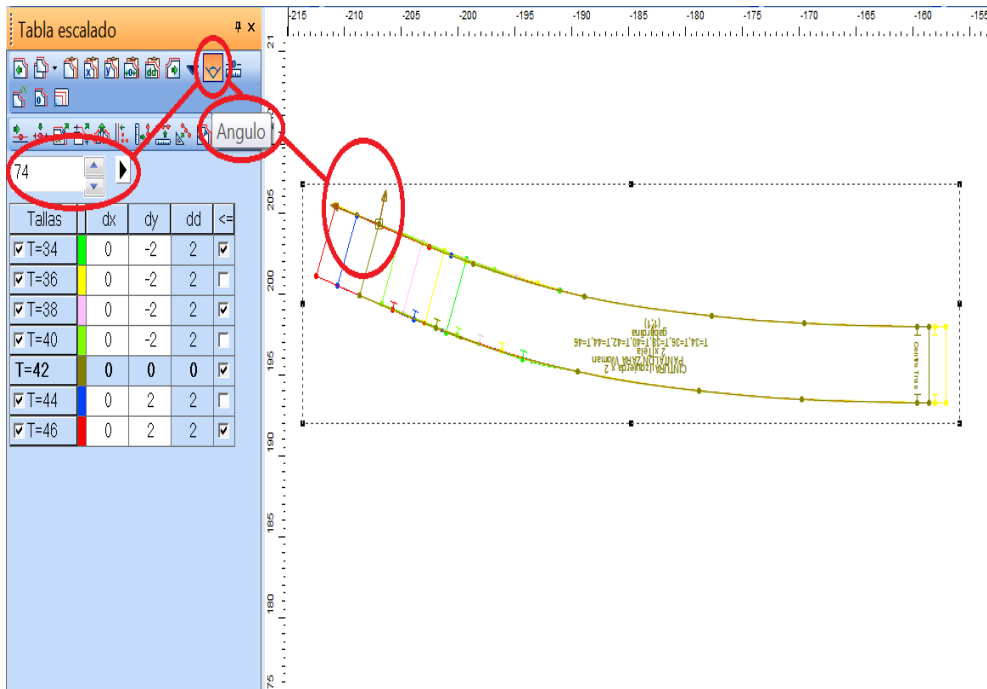 Tabla escalado
-215 -210 -205 -200 -195 -190 -185 -180 -175 -170 -165 -160 -155
Angulo
74
Tallas dx dy dd <=
T=34 0 -2 2
T=36 0 -2 2
T=38 0 -2 2
T=40 0 -2 2
T=42 0 0 0
T=44 0 2 2
T=46 0 2 2
21
205
200
195
190
185
180
75
CINTURA Izquierda x 2
PANTALON ZARA Woman
2 x Tela
T=34,T=36,T=38,T=40,T=42,T=44,T=46
gabardina
(1,1)
Centro Tras